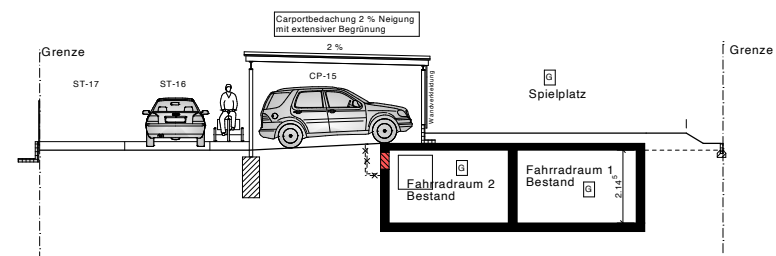 Carportbedachung 2 % Neigung
mit extensiver Begrünung
2 %
Grenze
Grenze
ST-17
ST-16
CP-15
Wandverkleidung
G
Spielplatz
Fahrradraum 2
Bestand
G
Fahrradraum 1
Bestand
G
2.14⁵